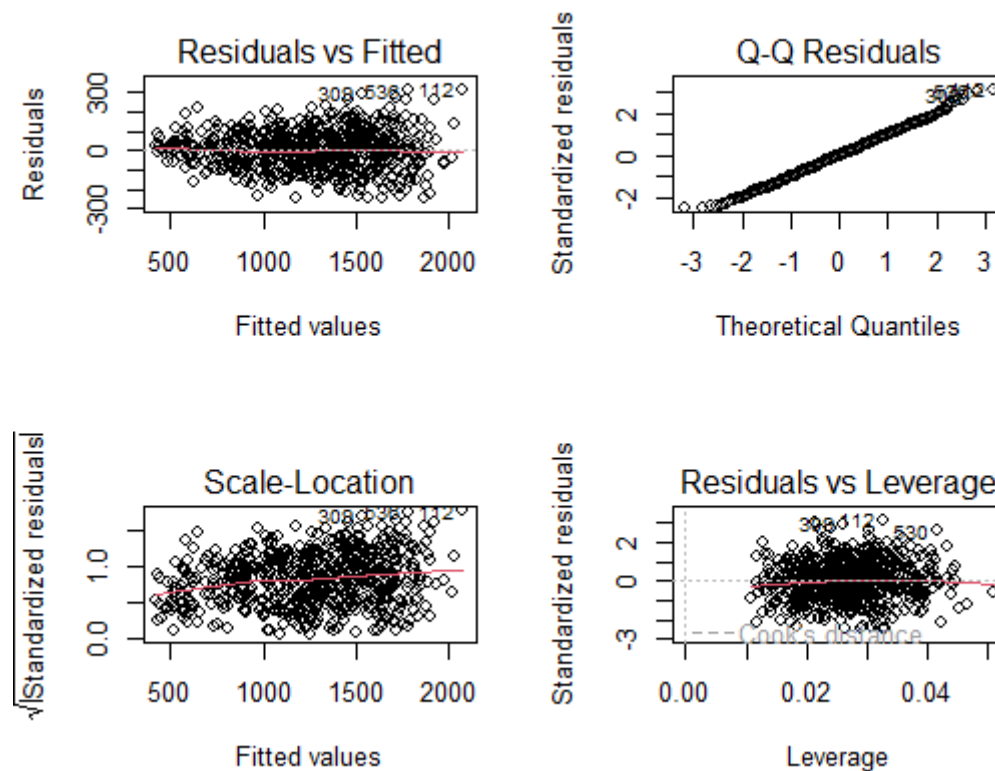 Residuals vs Fitted
Residuals
300
0
-300
308 536 112
500 1000 1500 2000
Fitted values
Q-Q Residuals
Standardized residuals
2
0
-2
-3 -2 -1 0 1 2 3
Theoretical Quantiles
Scale-Location
√|Standardized residuals|
1.0
0.0
308 536 112
500 1000 1500 2000
Fitted values
Residuals vs Leverage
Standardized residuals
2
0
-3
112
530
Cook's distance
0.00 0.02 0.04
Leverage